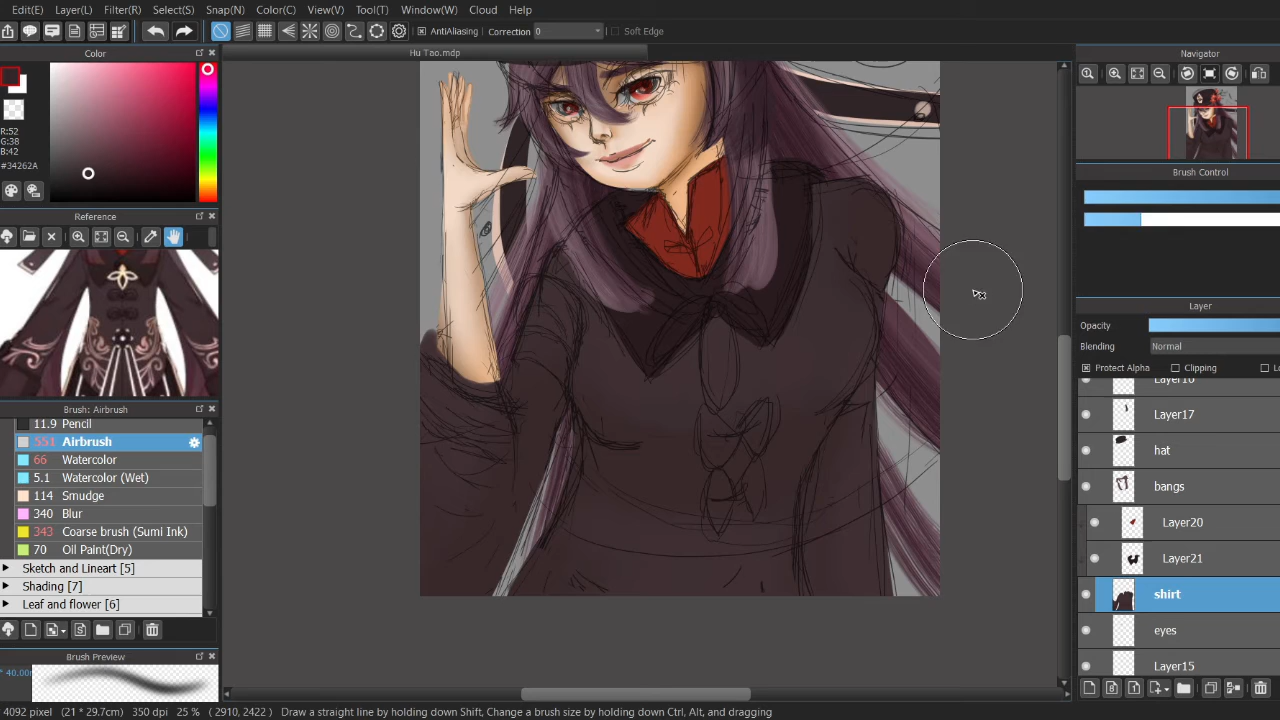 Edit(E) Layer(L) Filter(R) Select(S) Snap(N) Color(C) View(V) Tool(T) Window(W) Cloud Help
AntiAliasing Correction 0 Soft Edge
Color
Hu Tao.mdp
Navigator
R:52
G:38
B:42
#34262A
Brush Control
Reference
Layer
Opacity
Blending Normal
Protect Alpha Clipping
Layer17
hat
bangs
Layer20
Layer21
shirt
eyes
Layer15
Brush: Airbrush
11.9 Pencil
551 Airbrush
66 Watercolor
5.1 Watercolor (Wet)
114 Smudge
340 Blur
343 Coarse brush (Sumi Ink)
70 Oil Paint(Dry)
Sketch and Lineart [5]
Shading [7]
Leaf and flower [6]
Brush Preview
* 40.00
4092 pixel (21 * 29.7cm) 350 dpi 25 % ( 2910, 2422 ) Draw a straight line by holding down Shift, Change a brush size by holding down Ctrl, Alt, and dragging